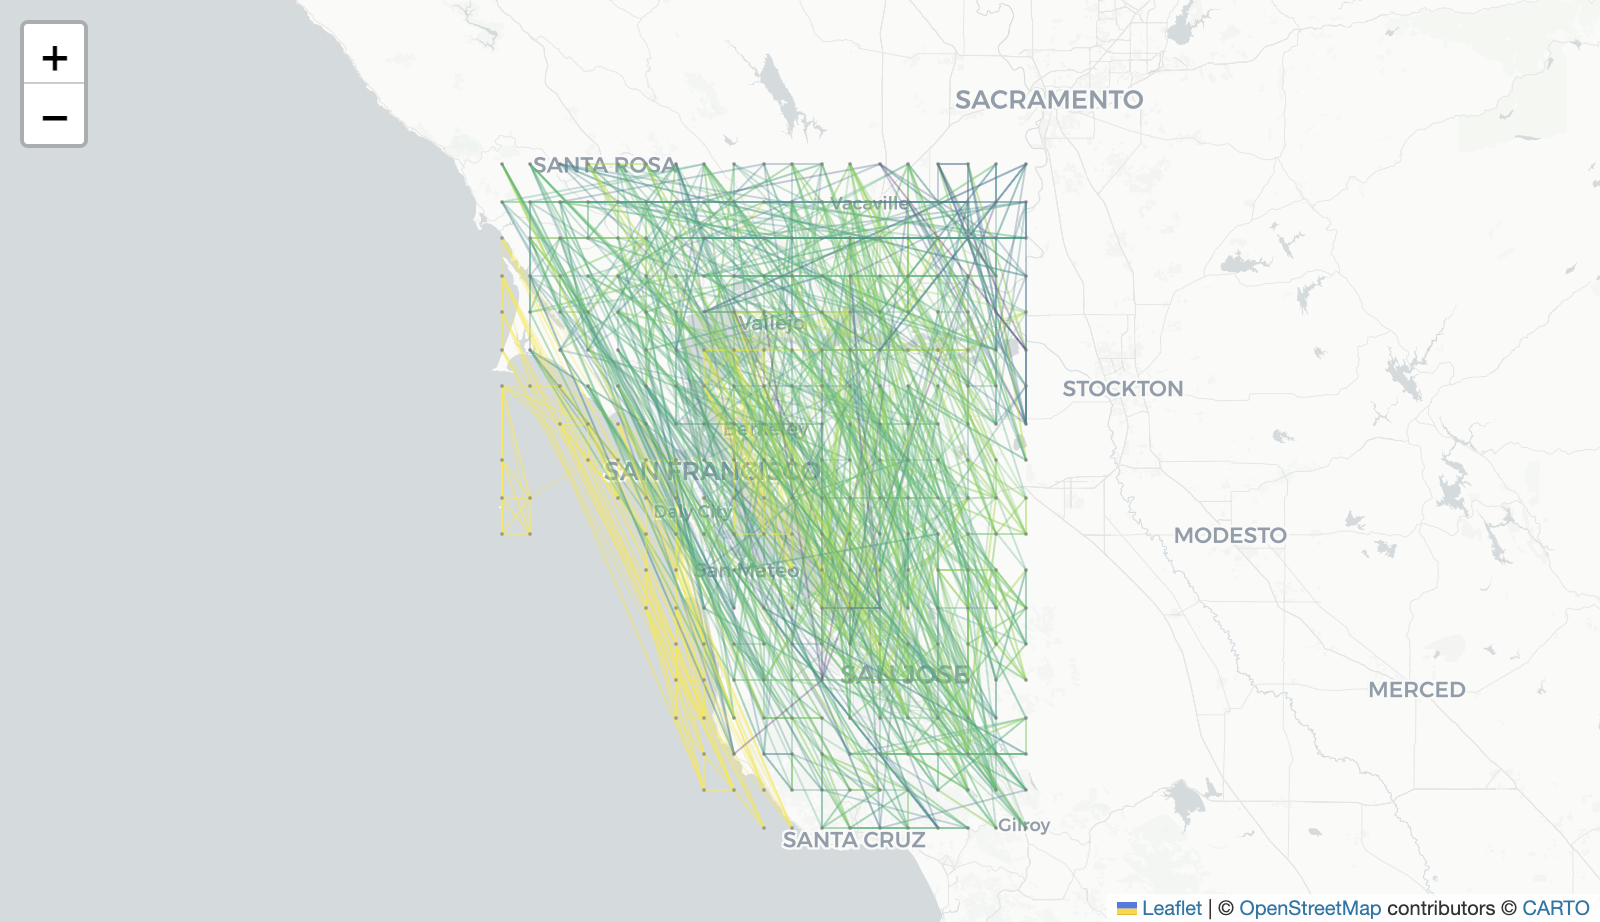 +
−
SACRAMENTO
SANTA ROSA
Vacaville
Vallejo
STOCKTON
Berkeley
SAN FRANCISCO
Daly City
MODESTO
San Mateo
SAN JOSE
MERCED
Gilroy
SANTA CRUZ
Leaflet | © OpenStreetMap contributors © CARTO